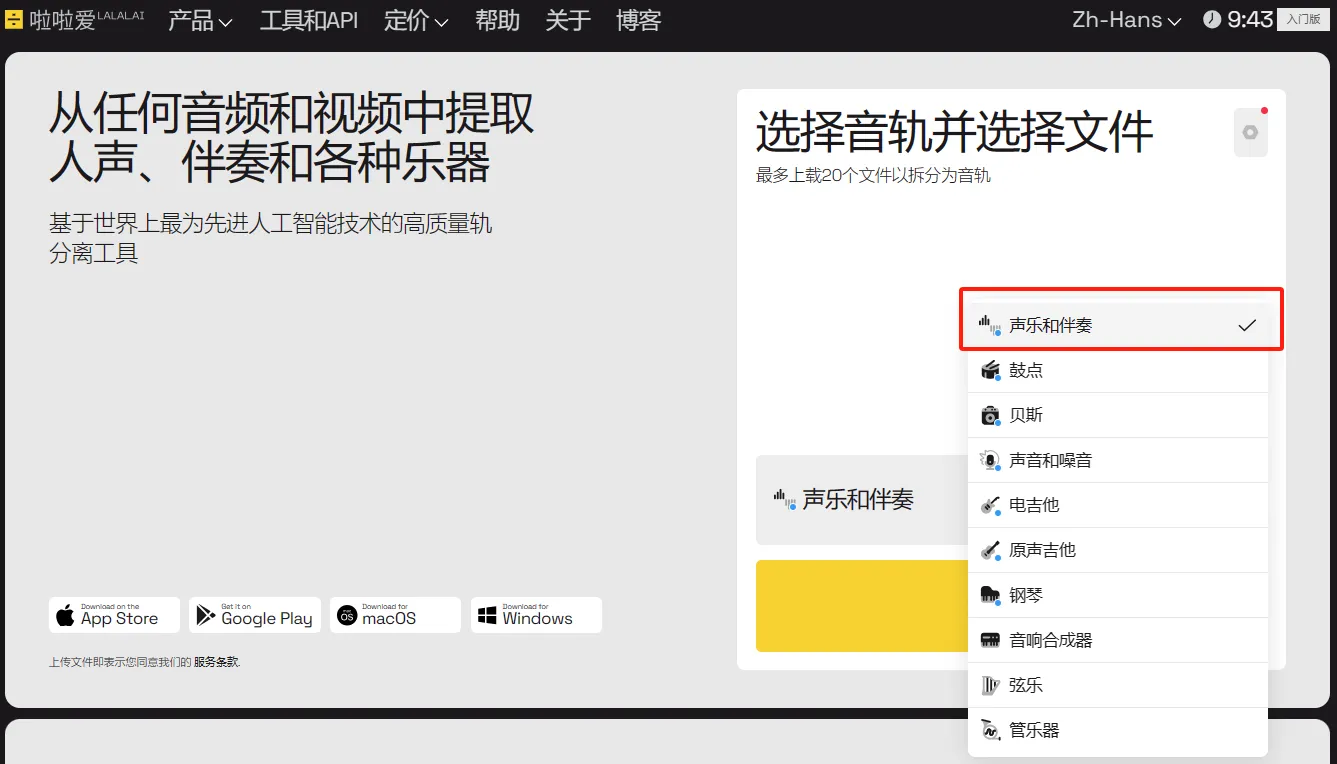 啦啦爱 LALALAI 产品 工具和API 定价 帮助 关于 博客 Zh-Hans 9:43 入门版
从任何音频和视频中提取
人声、伴奏和各种乐器
基于世界上最为先进人工智能技术的高质量轨
分离工具
Download on the
App Store
Get it on
Google Play
macOS
Download for
macOS
Download for
Windows
上传文件即表示您同意我们的 服务条款.
选择音轨并选择文件
最多上载20个文件以拆分为音轨
声乐和伴奏
声乐和伴奏
鼓点
贝斯
声音和噪音
电吉他
原声吉他
钢琴
音响合成器
弦乐
管乐器